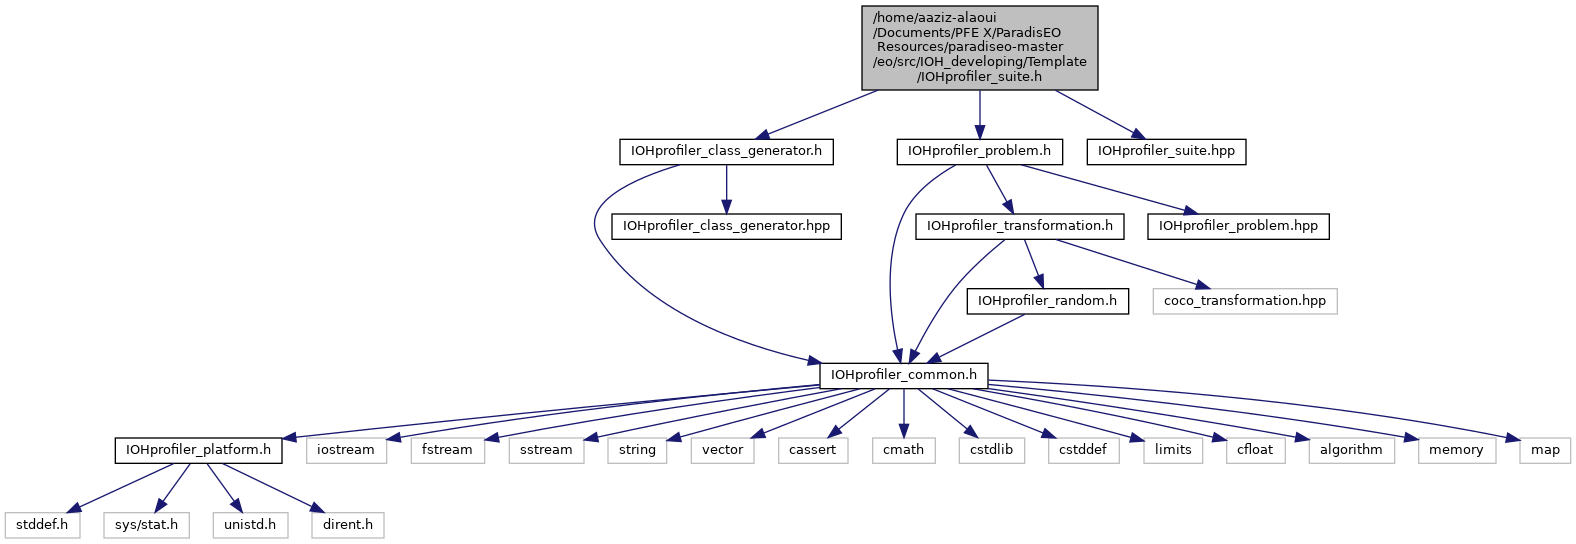 /home/aaziz-alaoui
/Documents/PFE X/ParadisEO
Resources/paradiseo-master
/eo/src/IOH_developing/Template
/IOHprofiler_suite.h
IOHprofiler_class_generator.h
IOHprofiler_problem.h
IOHprofiler_suite.hpp
IOHprofiler_class_generator.hpp
IOHprofiler_transformation.h
IOHprofiler_problem.hpp
IOHprofiler_random.h
coco_transformation.hpp
IOHprofiler_common.h
IOHprofiler_platform.h
iostream
fstream
sstream
string
vector
cassert
cmath
cstdlib
cstddef
limits
cfloat
algorithm
memory
map
stddef.h
sys/stat.h
unistd.h
dirent.h